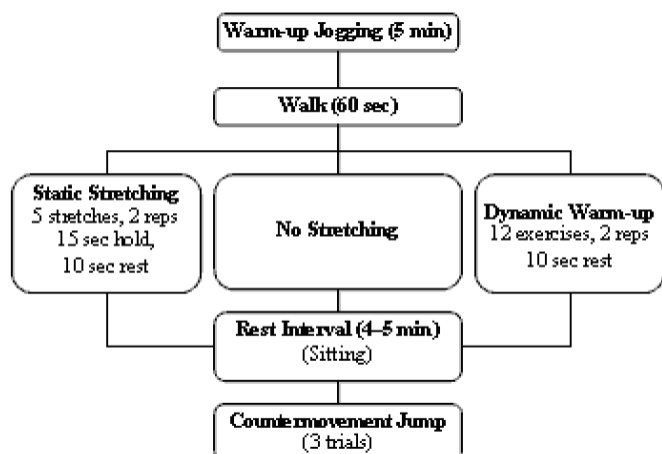 Warm-up Jogging (5 min)
Walk (60 sec)
Static Stretching
5 stretches, 2 reps
15 sec hold,
10 sec rest
No Stretching
Dynamic Warm-up
12 exercises, 2 reps
10 sec rest
Rest Interval (4–5 min)
(Sitting)
Countermovement Jump
(3 trials)